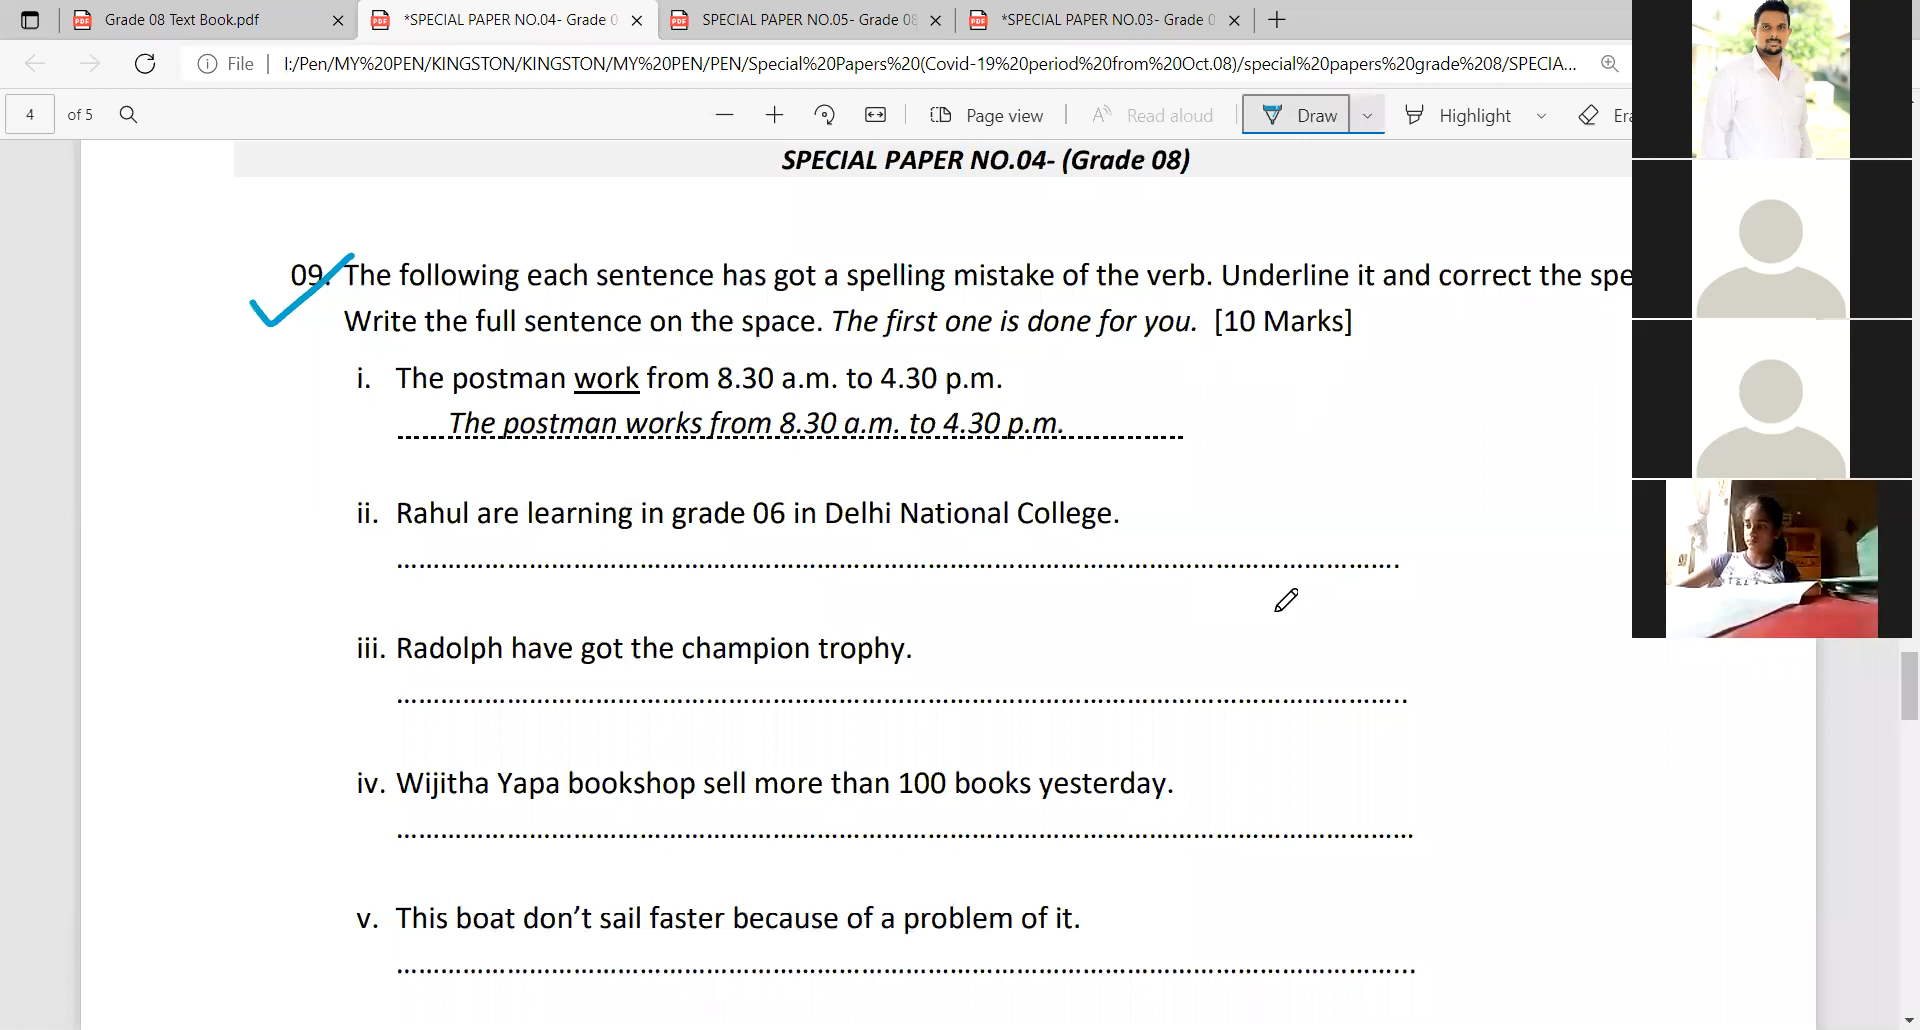 Grade 08 Text Book.pdf
*SPECIAL PAPER NO.04- Grade 0
SPECIAL PAPER NO.05- Grade 08
*SPECIAL PAPER NO.03- Grade 0
File
I:/Pen/MY%20PEN/KINGSTON/KINGSTON/MY%20PEN/PEN/Special%20Papers%20(Covid-19%20period%20from%20Oct.08)/special%20papers%20grade%208/SPECIA...
4 of 5
Page view
Read aloud
Draw
Highlight
Era
SPECIAL PAPER NO.04- (Grade 08)
09. The following each sentence has got a spelling mistake of the verb. Underline it and correct the spe
Write the full sentence on the space. The first one is done for you. [10 Marks]
i. The postman work from 8.30 a.m. to 4.30 p.m.
The postman works from 8.30 a.m. to 4.30 p.m.
ii. Rahul are learning in grade 06 in Delhi National College.
iii. Radolph have got the champion trophy.
iv. Wijitha Yapa bookshop sell more than 100 books yesterday.
v. This boat don’t sail faster because of a problem of it.